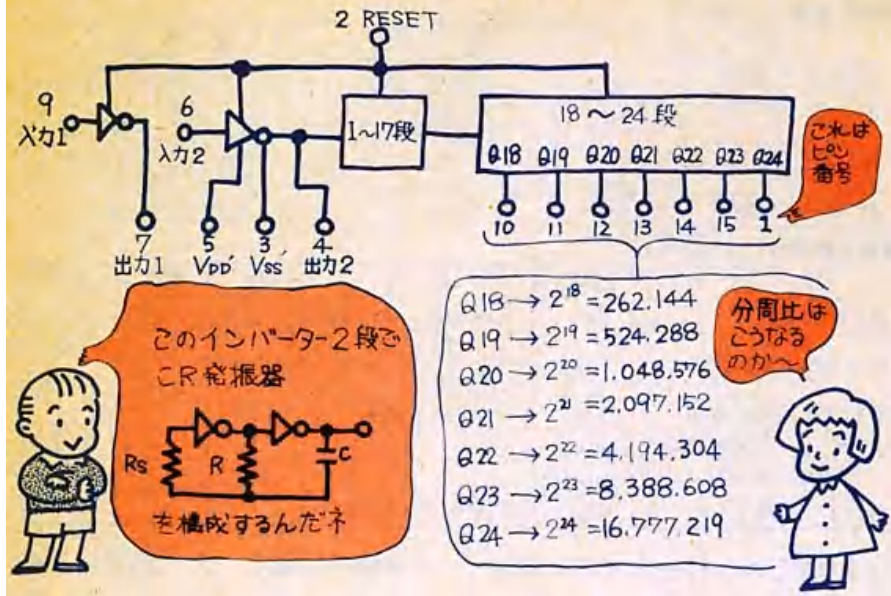 2 RESET
9
入力1
6
入力2
1~17段
18~24段
Q18 Q19 Q20 Q21 Q22 Q23 Q24
10 11 12 13 14 15 1
これは
ピン
番号
7
出力1
5
VDD'
3
Vss'
4
出力2
このインバーター2段で
CR発振器
Rs
R
C
を構成するんだネ
Q18→2¹⁸=262.144
Q19→2¹⁹=524.288
Q20→2²⁰=1.048.576
Q21→2²¹=2.097.152
Q22→2²²=4.194.304
Q23→2²³=8.388.608
Q24→2²⁴=16.777.219
分周比は
こうなる
のか~